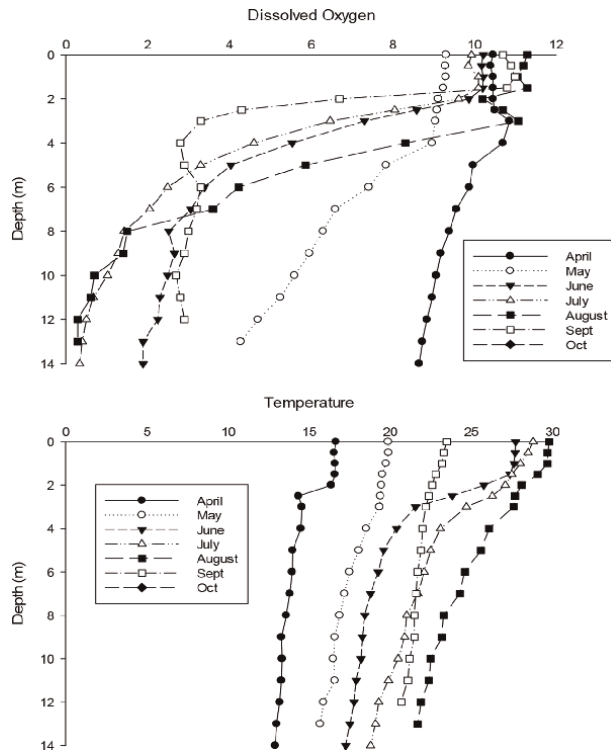 Dissolved Oxygen
0 2 4 6 8 10 12
0
2
4
6
8
10
12
14
Depth (m)
April
May
June
July
August
Sept
Oct
Temperature
0 5 10 15 20 25 30
0
2
4
6
8
10
12
14
Depth (m)
April
May
June
July
August
Sept
Oct